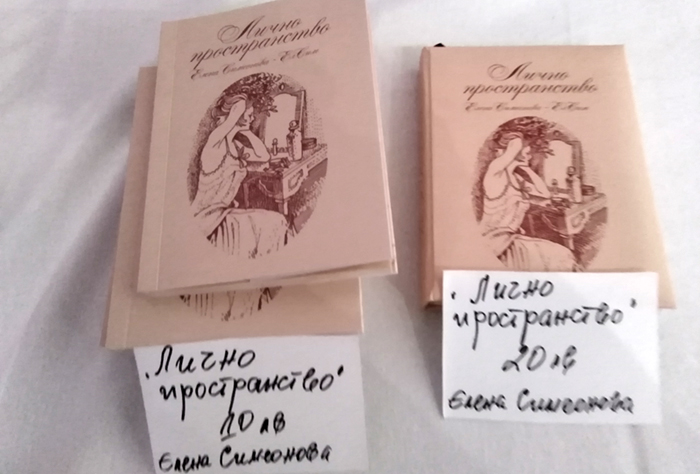 Лично
пространство
Елена Симеонова - ЕлСим
Лично
пространство
Елена Симеонова - ЕлСим
"Лично
пространство"
10 лв
Елена Симеонова
"Лично
пространство"
20 лв
Елена Симеонова